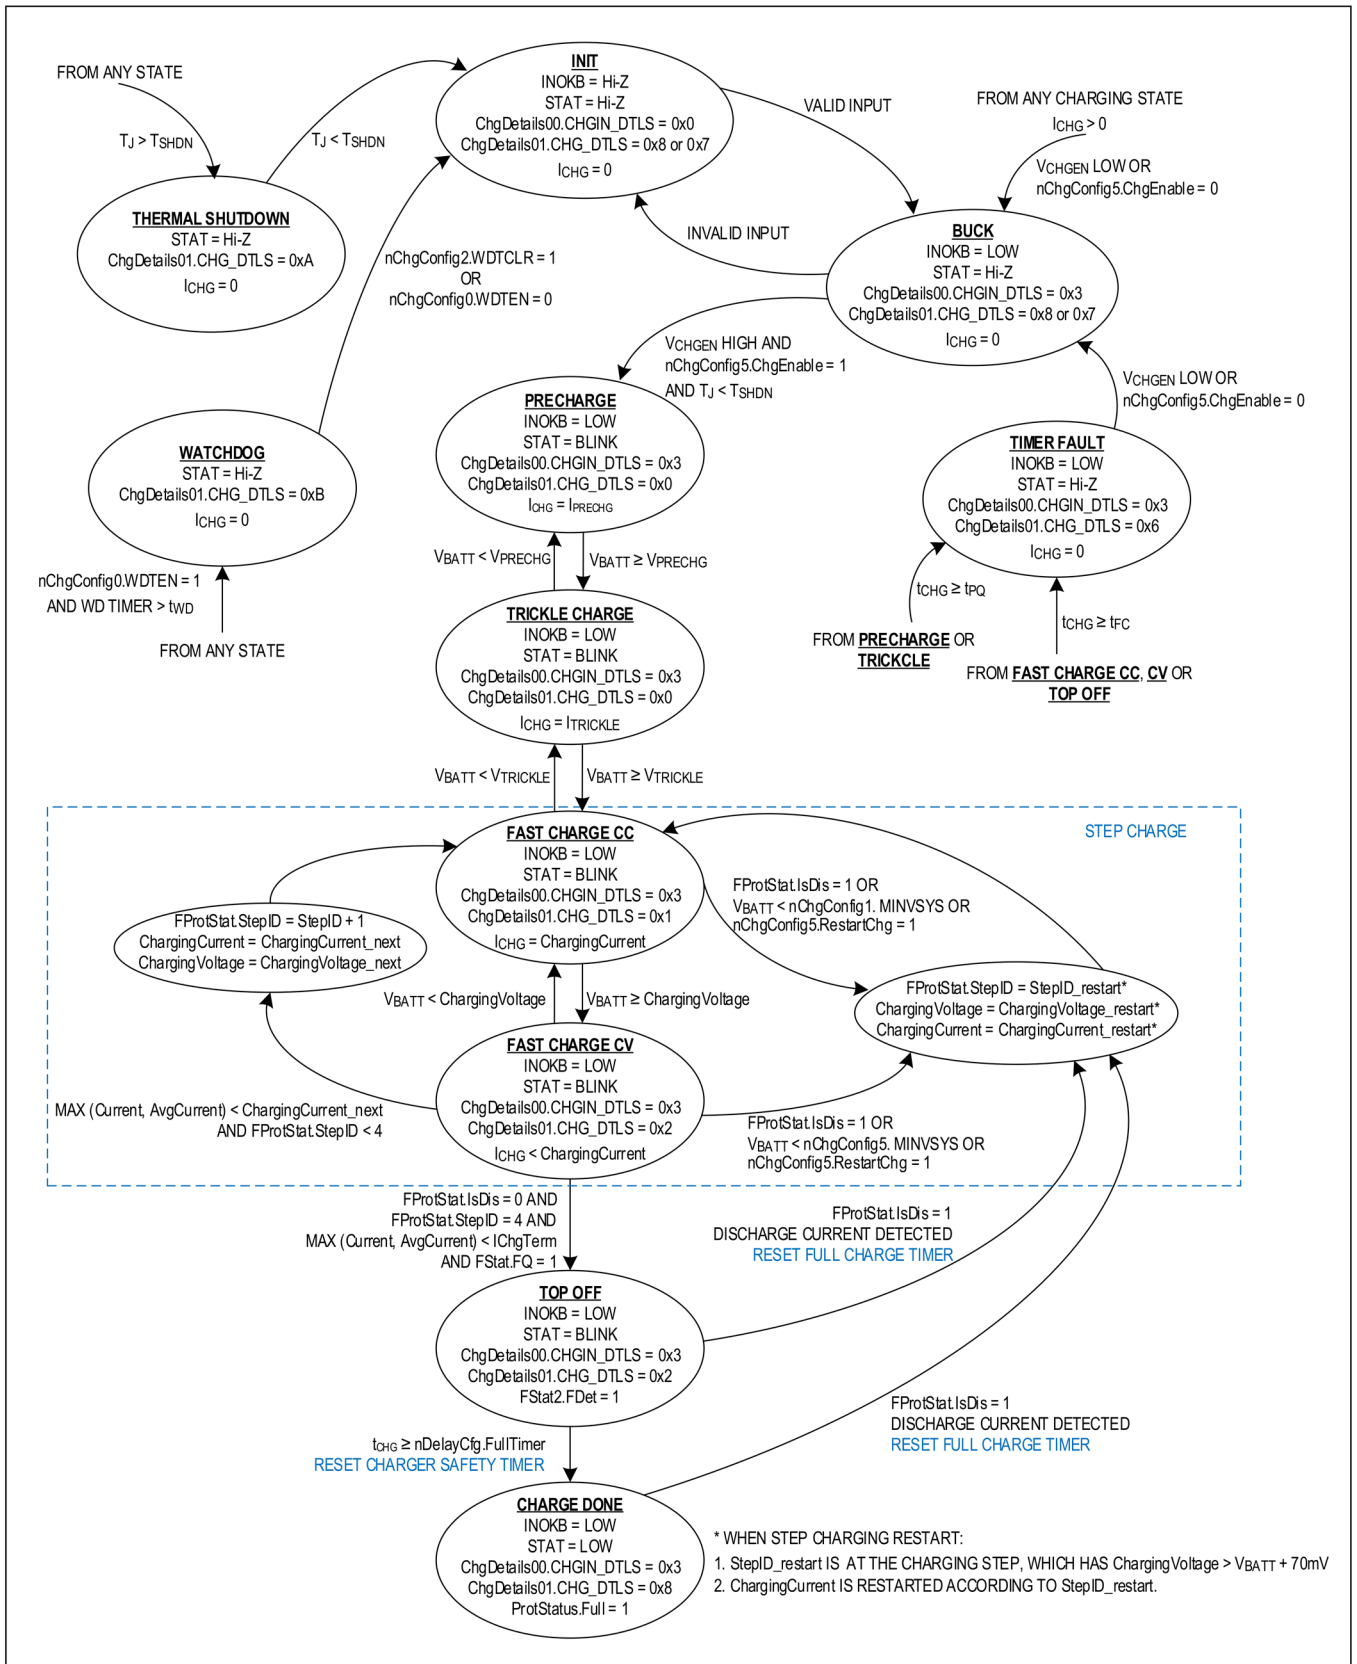 FROM ANY STATE
TJ > TSHDN
TJ < TSHDN
INIT
INOKB = Hi-Z
STAT = Hi-Z
ChgDetails00.CHGIN_DTLS = 0x0
ChgDetails01.CHG_DTLS = 0x8 or 0x7
ICHG = 0
VALID INPUT
FROM ANY CHARGING STATE
ICHG > 0
VCHGEN LOW OR
nChgConfig5.ChgEnable = 0
THERMAL SHUTDOWN
STAT = Hi-Z
ChgDetails01.CHG_DTLS = 0xA
ICHG = 0
nChgConfig2.WDTCLR = 1
OR
nChgConfig0.WDTEN = 0
INVALID INPUT
BUCK
INOKB = LOW
STAT = Hi-Z
ChgDetails00.CHGIN_DTLS = 0x3
ChgDetails01.CHG_DTLS = 0x8 or 0x7
ICHG = 0
VCHGEN HIGH AND
nChgConfig5.ChgEnable = 1
AND TJ < TSHDN
VCHGEN LOW OR
nChgConfig5.ChgEnable = 0
PRECHARGE
INOKB = LOW
STAT = BLINK
ChgDetails00.CHGIN_DTLS = 0x3
ChgDetails01.CHG_DTLS = 0x0
ICHG = IPRECHG
WATCHDOG
STAT = Hi-Z
ChgDetails01.CHG_DTLS = 0xB
ICHG = 0
TIMER FAULT
INOKB = LOW
STAT = Hi-Z
ChgDetails00.CHGIN_DTLS = 0x3
ChgDetails01.CHG_DTLS = 0x6
ICHG = 0
nChgConfig0.WDTEN = 1
AND WD TIMER > tWD
FROM ANY STATE
VBATT < VPRECHG
VBATT ≥ VPRECHG
tCHG ≥ tPQ
tCHG ≥ tFC
FROM PRECHARGE OR
TRICKCLE
FROM FAST CHARGE CC, CV OR
TOP OFF
TRICKLE CHARGE
INOKB = LOW
STAT = BLINK
ChgDetails00.CHGIN_DTLS = 0x3
ChgDetails01.CHG_DTLS = 0x0
ICHG = ITRICKLE
VBATT < VTRICKLE
VBATT ≥ VTRICKLE
STEP CHARGE
FAST CHARGE CC
INOKB = LOW
STAT = BLINK
ChgDetails00.CHGIN_DTLS = 0x3
ChgDetails01.CHG_DTLS = 0x1
ICHG = ChargingCurrent
FProtStat.IsDis = 1 OR
VBATT < nChgConfig1. MINVSYS OR
nChgConfig5.RestartChg = 1
FProtStat.StepID = StepID + 1
ChargingCurrent = ChargingCurrent_next
ChargingVoltage = ChargingVoltage_next
FProtStat.StepID = StepID_restart*
ChargingVoltage = ChargingVoltage_restart*
ChargingCurrent = ChargingCurrent_restart*
VBATT < ChargingVoltage
VBATT ≥ ChargingVoltage
FAST CHARGE CV
INOKB = LOW
STAT = BLINK
ChgDetails00.CHGIN_DTLS = 0x3
ChgDetails01.CHG_DTLS = 0x2
ICHG < ChargingCurrent
MAX (Current, AvgCurrent) < ChargingCurrent_next
AND FProtStat.StepID < 4
FProtStat.IsDis = 1 OR
VBATT < nChgConfig5. MINVSYS OR
nChgConfig5.RestartChg = 1
FProtStat.IsDis = 0 AND
FProtStat.StepID = 4 AND
MAX (Current, AvgCurrent) < IChgTerm
AND FStat.FQ = 1
FProtStat.IsDis = 1
DISCHARGE CURRENT DETECTED
RESET FULL CHARGE TIMER
TOP OFF
INOKB = LOW
STAT = BLINK
ChgDetails00.CHGIN_DTLS = 0x3
ChgDetails01.CHG_DTLS = 0x2
FStat2.FDet = 1
FProtStat.IsDis = 1
DISCHARGE CURRENT DETECTED
RESET FULL CHARGE TIMER
tCHG ≥ nDelayCfg.FullTimer
RESET CHARGER SAFETY TIMER
CHARGE DONE
INOKB = LOW
STAT = LOW
ChgDetails00.CHGIN_DTLS = 0x3
ChgDetails01.CHG_DTLS = 0x8
ProtStatus.Full = 1
* WHEN STEP CHARGING RESTART:
1. StepID_restart IS AT THE CHARGING STEP, WHICH HAS ChargingVoltage > VBATT + 70mV
2. ChargingCurrent IS RESTARTED ACCORDING TO StepID_restart.